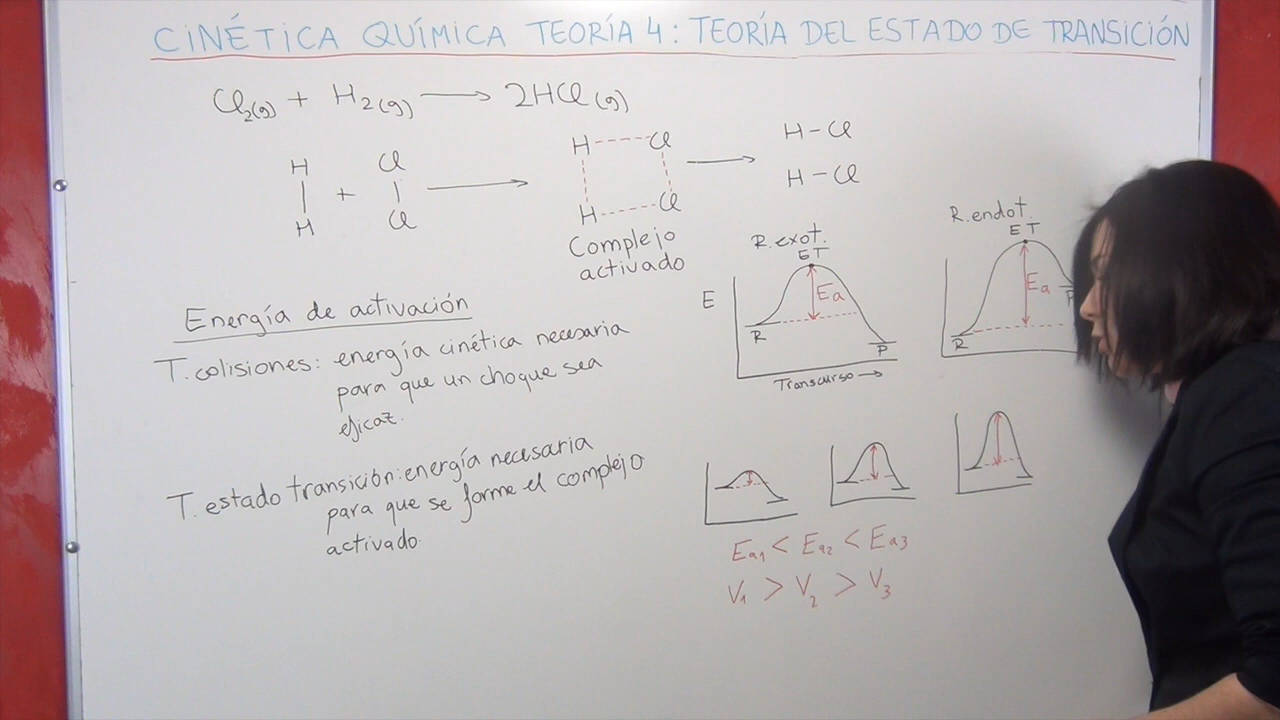 CINÉTICA QUÍMICA TEORÍA 4: TEORÍA DEL ESTADO DE TRANSICIÓN
Cl2(g) + H2(g) → 2HCl(g)
H Cl
+ →
H Cl
H Cl
H Cl
→
H-Cl
H-Cl
Complejo
activado
Energía de activación
T. colisiones: energía cinética necesaria
para que un choque sea
eficaz.
T. estado transición: energía necesaria
para que se forme el complejo
activado.
R. exot.
ET
E
Ea
R
P
Transcurso →
R. endot.
ET
Ea
R
P
Ea1 < Ea2 < Ea3
V1 > V2 > V3